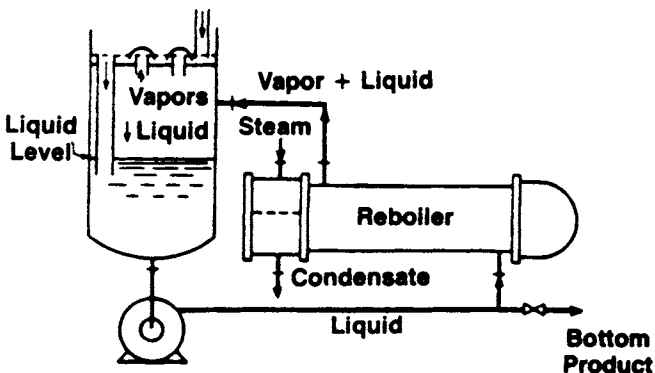 Vapor + Liquid
Vapors
Liquid
Steam
Liquid
Level
Reboiler
Condensate
Liquid
Bottom
Product